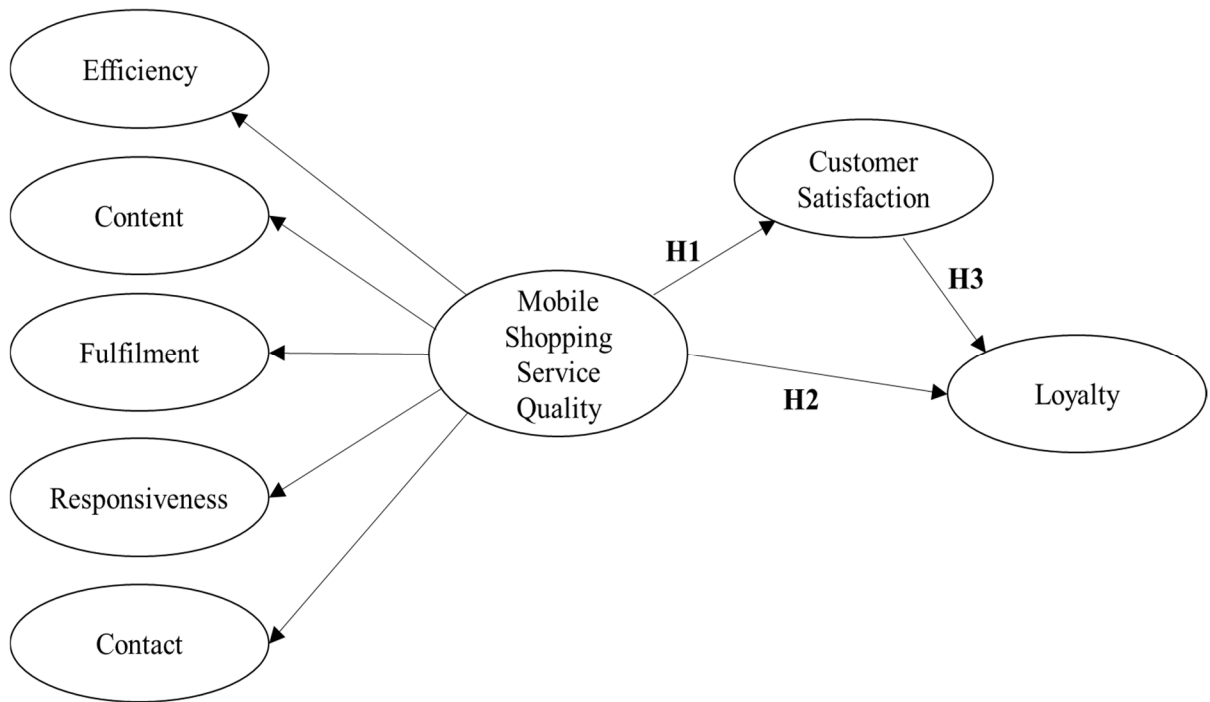 Efficiency
Content
Fulfilment
Responsiveness
Contact
Mobile
Shopping
Service
Quality
H1
H2
Customer
Satisfaction
H3
Loyalty